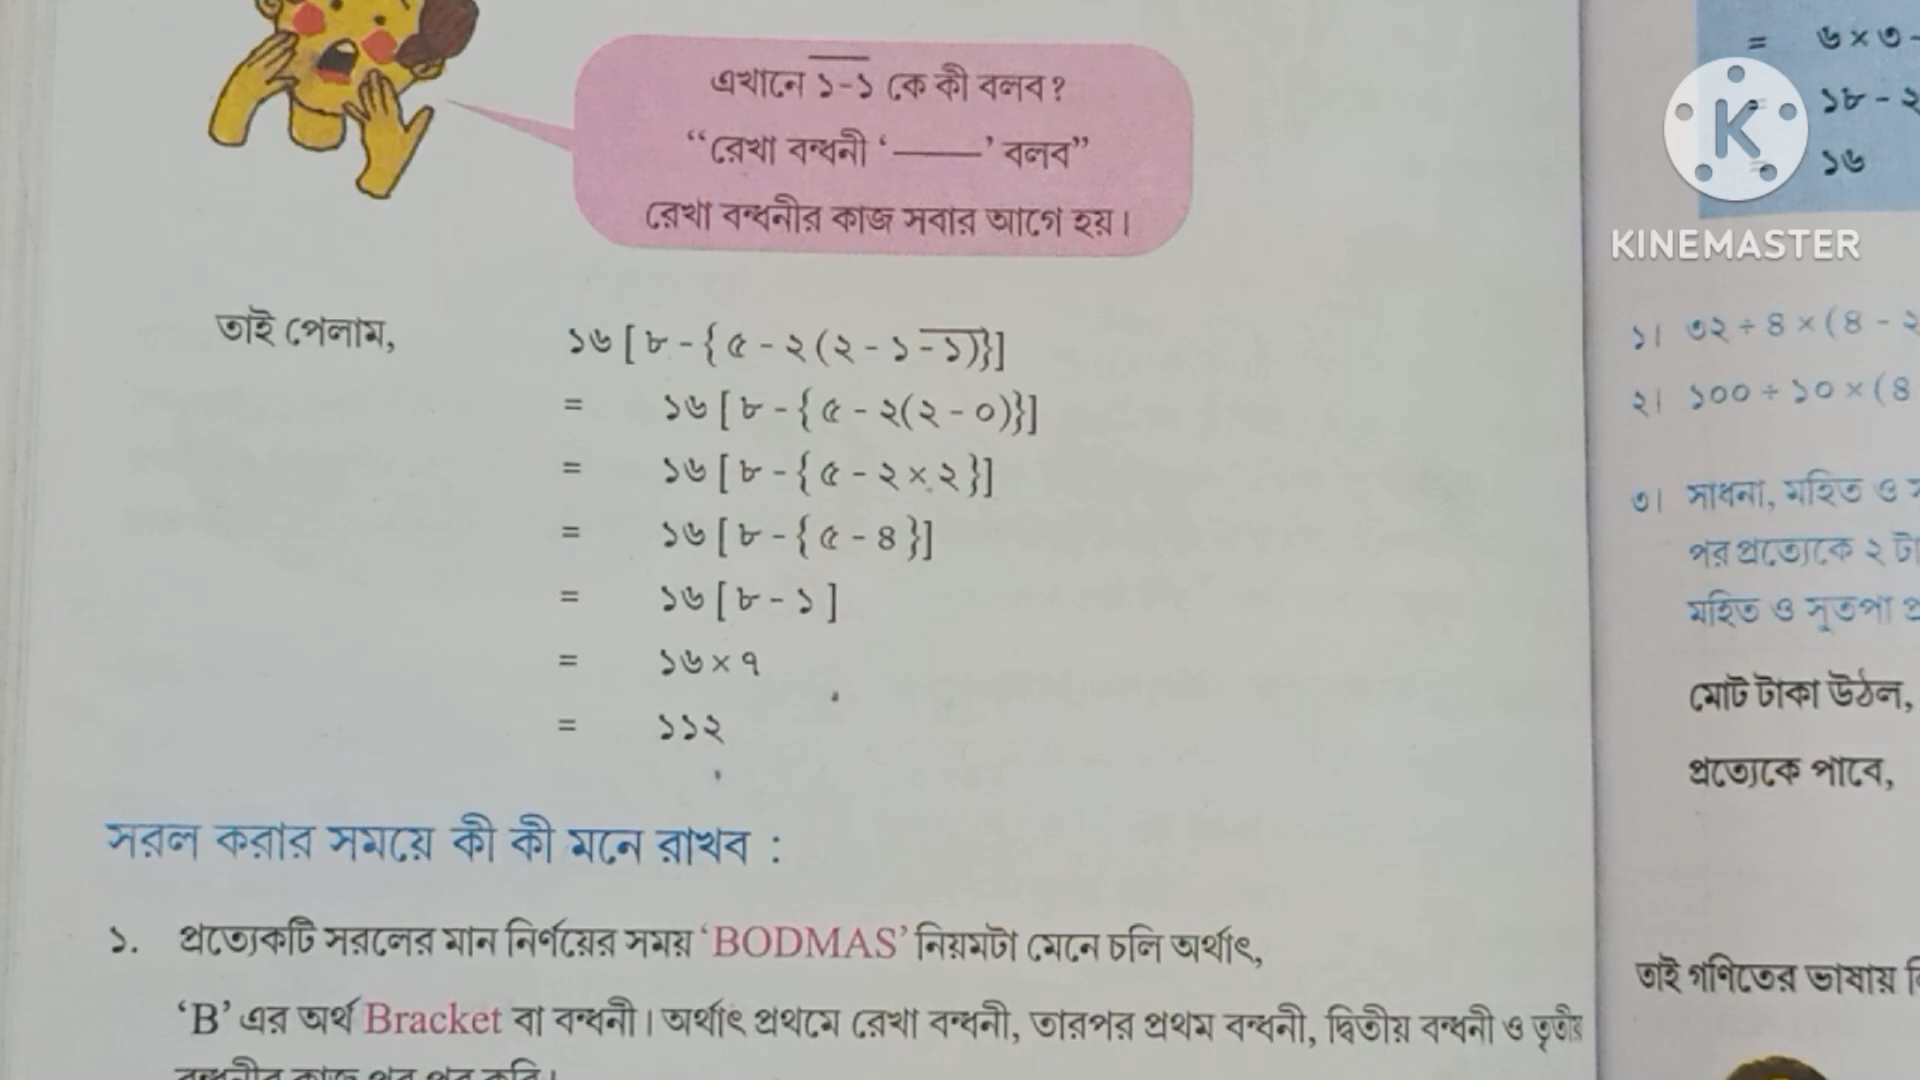 এখানে ১-১ কে কী বলব?
“রেখা বন্ধনী ‘———’ বলব”
রেখা বন্ধনীর কাজ সবার আগে হয়।
তাই পেলাম, ১৬[৮-{৫-২(২-১-১)}]
= ১৬[৮-{৫-২(২-০)}]
= ১৬[৮-{৫-২×২}]
= ১৬[৮-{৫-৪}]
= ১৬[৮-১]
= ১৬×৭
= ১১২
সরল করার সময়ে কী কী মনে রাখব :
১. প্রত্যেকটি সরলের মান নির্ণয়ের সময় ‘BODMAS’ নিয়মটা মেনে চলি অর্থাৎ,
‘B’ এর অর্থ Bracket বা বন্ধনী। অর্থাৎ প্রথমে রেখা বন্ধনী, তারপর প্রথম বন্ধনী, দ্বিতীয় বন্ধনী ও তৃতীয়
বন্ধনীর কাজ পর পর করি।
= ৬×৩-
১৮-২
১৬
K
KINEMASTER
১। ৩২÷৪×(৪-২
২। ১০০÷১০×(৪
৩। সাধনা, মহিত ও
পর প্রত্যেকে ২
মহিত ও সুতপা
মোট টাকা উঠল,
প্রত্যেকে পাবে,
তাই গণিতের ভাষায়